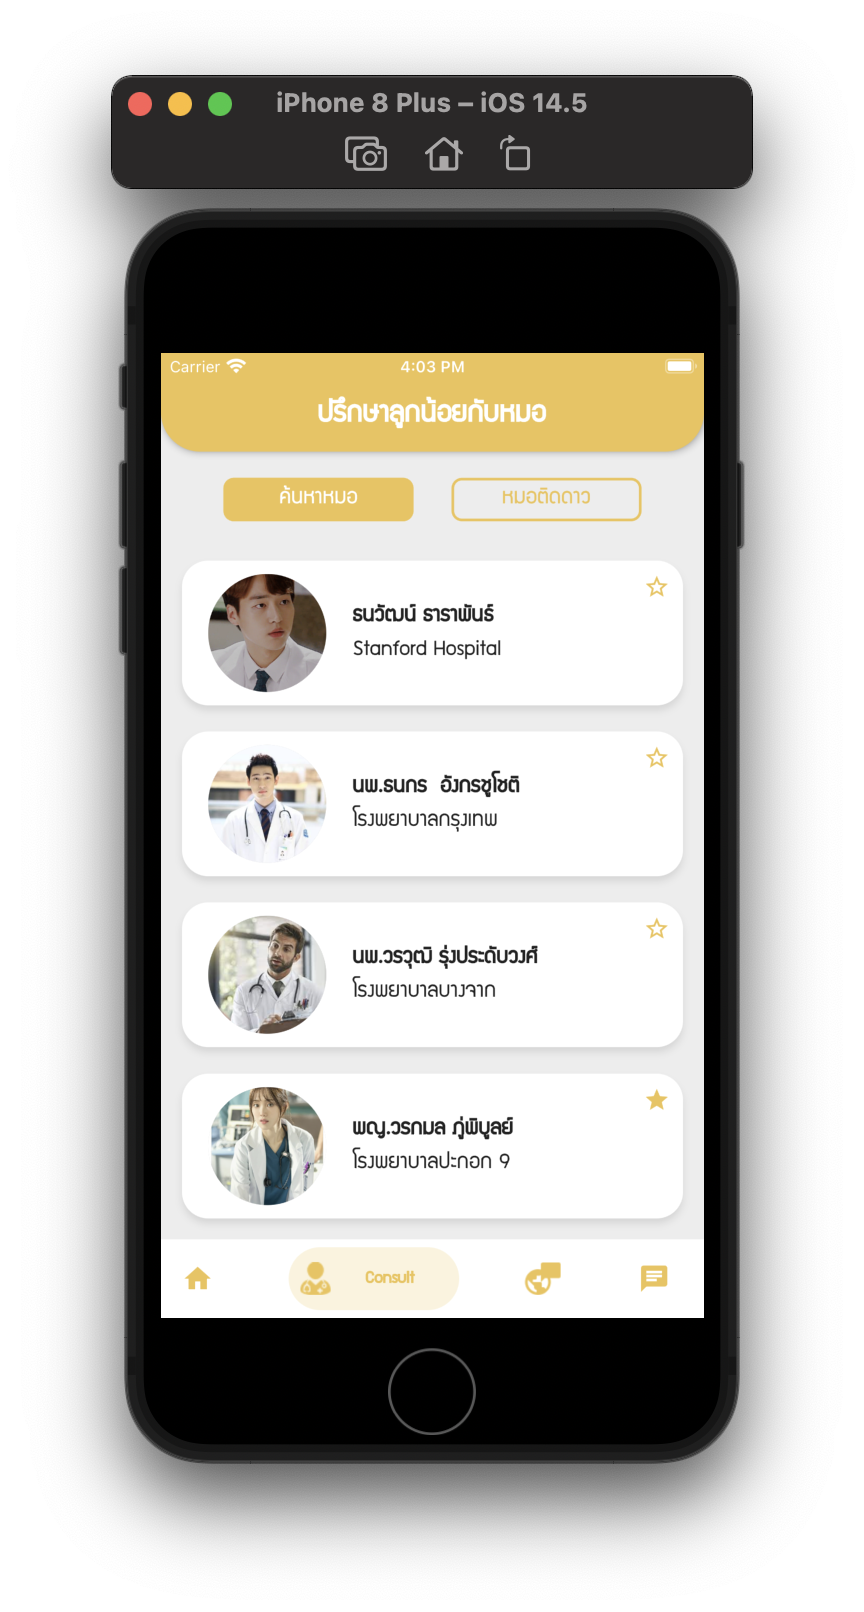 iPhone 8 Plus – iOS 14.5
Carrier 4:03 PM
ปรึกษาลูกน้อยกับหมอ
ค้นหาหมอ หมอติดดาว
ธนวัฒน์ ธาราพันธ์
Stanford Hospital
นพ.ธนกร อังกรชูโชติ
โรงพยาบาลกรุงเทพ
นพ.วรวุฒิ รุ่งประดับวงศ์
โรงพยาบาลบางจาก
พญ.วรกมล ภู่พิบูลย์
โรงพยาบาลปะกอก 9
Consult